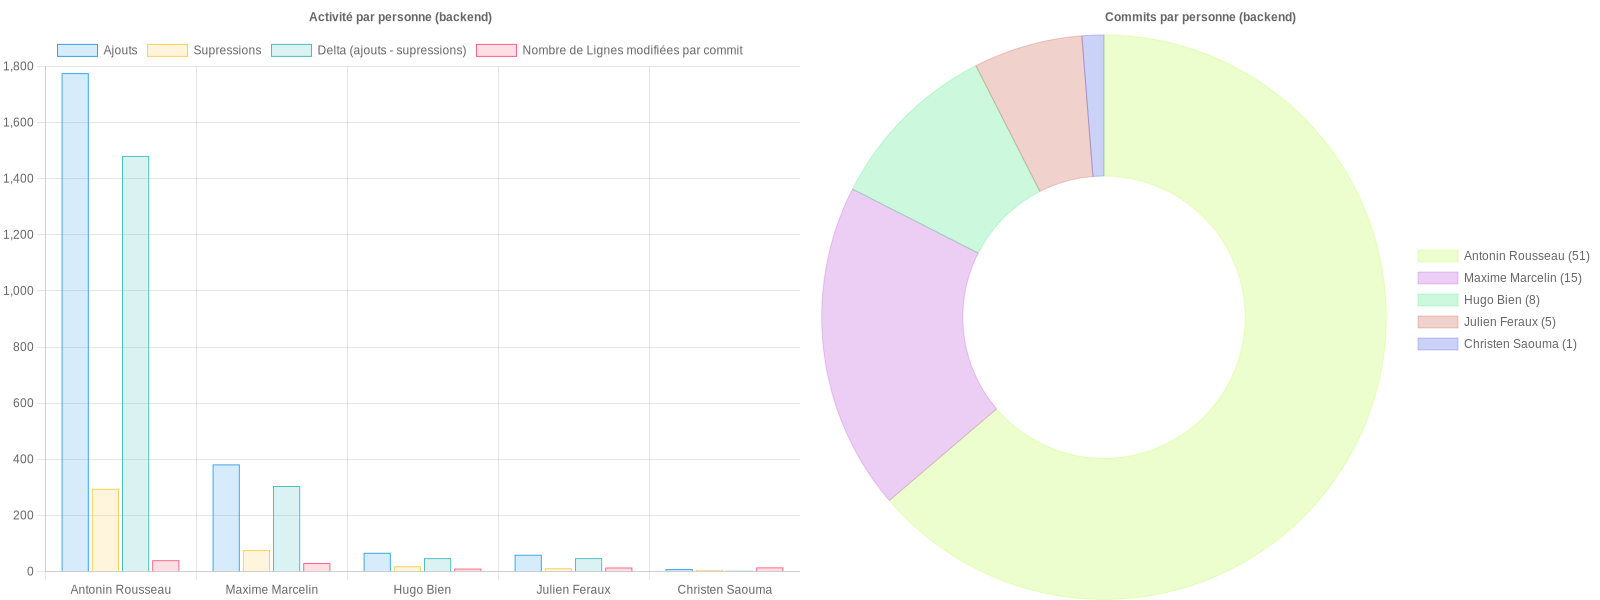 Activité par personne (backend)
Ajouts
Supressions
Delta (ajouts - supressions)
Nombre de Lignes modifiées par commit
1,800
1,600
1,400
1,200
1,000
800
600
400
200
0
Antonin Rousseau
Maxime Marcelin
Hugo Bien
Julien Feraux
Christen Saouma
Commits par personne (backend)
Antonin Rousseau (51)
Maxime Marcelin (15)
Hugo Bien (8)
Julien Feraux (5)
Christen Saouma (1)